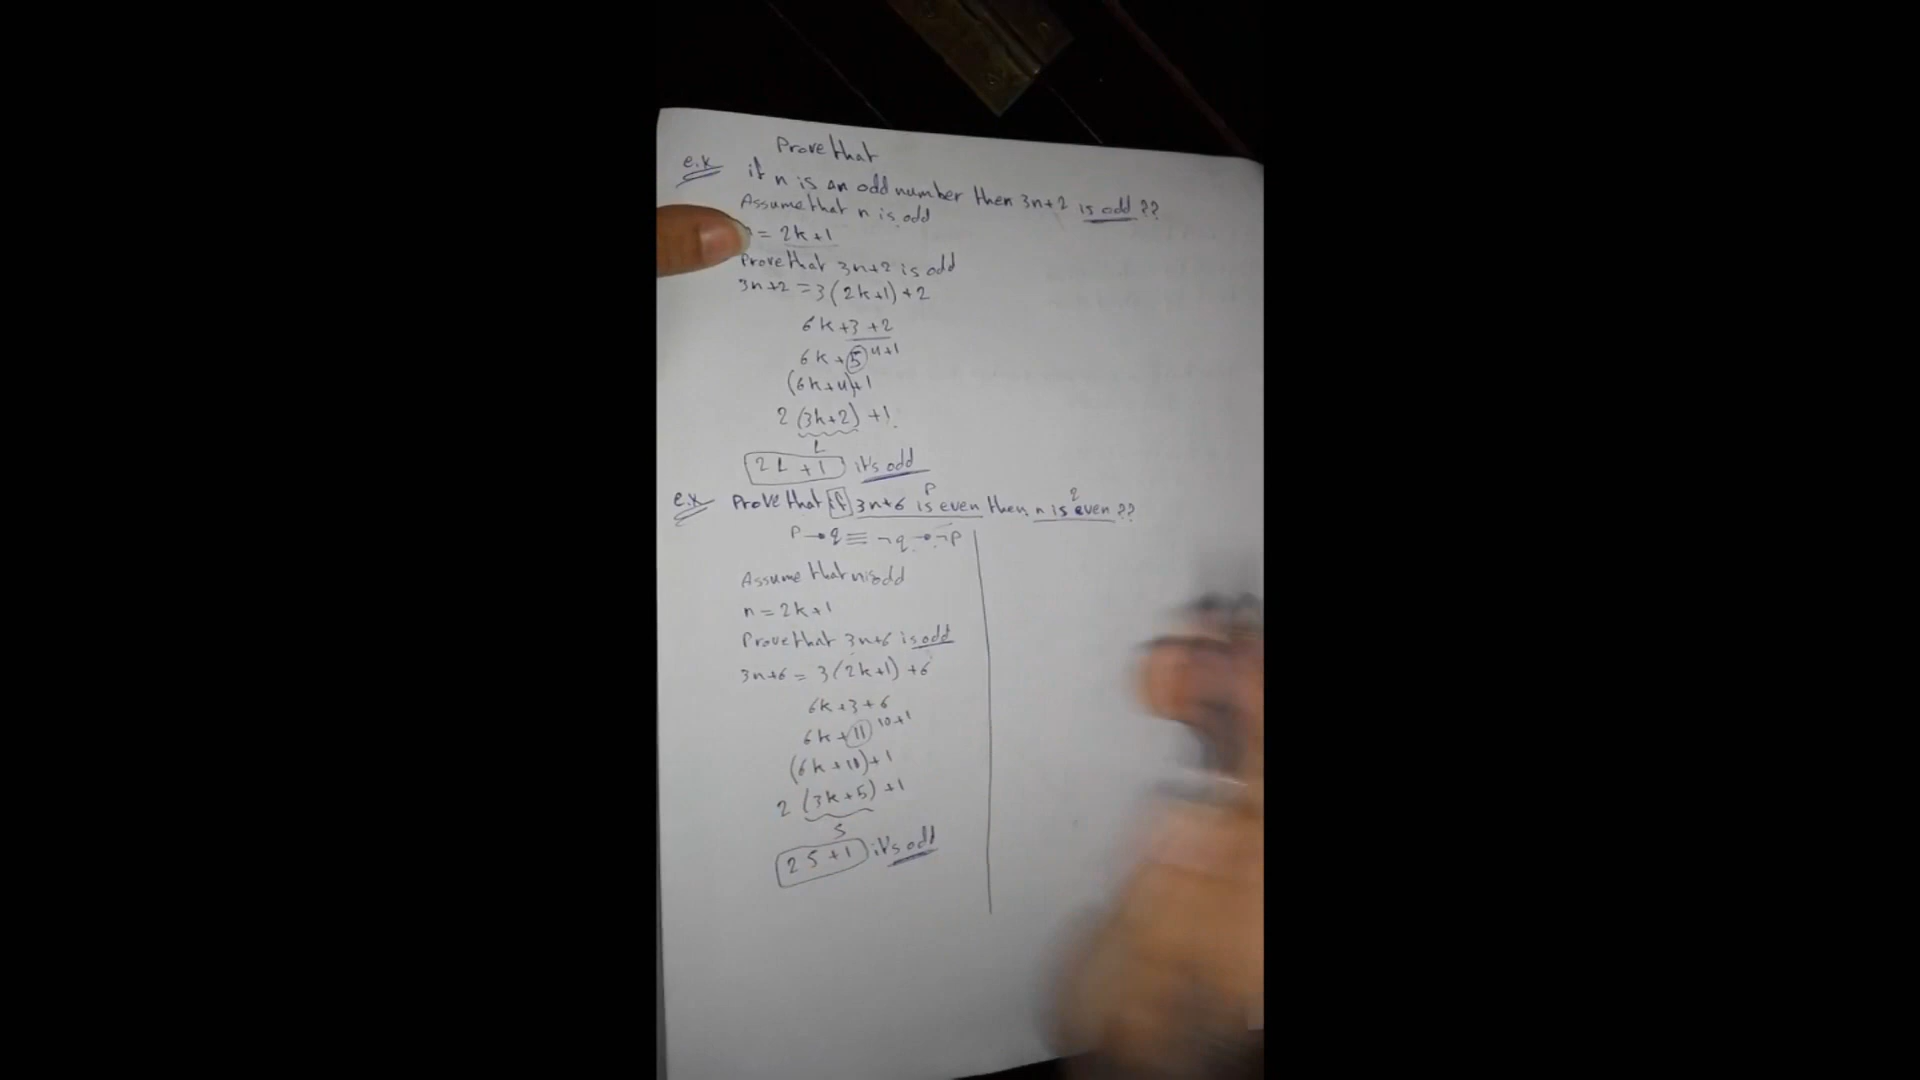 Prove that
e.x if n is an odd number then 3n+2 is odd ??
Assume that n is odd
= 2k+1
Prove that 3n+2 is odd
3n+2 = 3(2k+1)+2
6k+3+2
6k+5 4+1
(6k+4)+1
2(3k+2)+1
L
2L+1 it's odd
e.x Prove that if 3n+6 is even then n is even ??
P q
P→q ≡ ¬q→¬P
Assume that n is odd
n = 2k+1
Prove that 3n+6 is odd
3n+6 = 3(2k+1)+6
6k+3+6
6k+11 10+1
(6k+10)+1
2(3k+5)+1
S
2S+1 it's odd